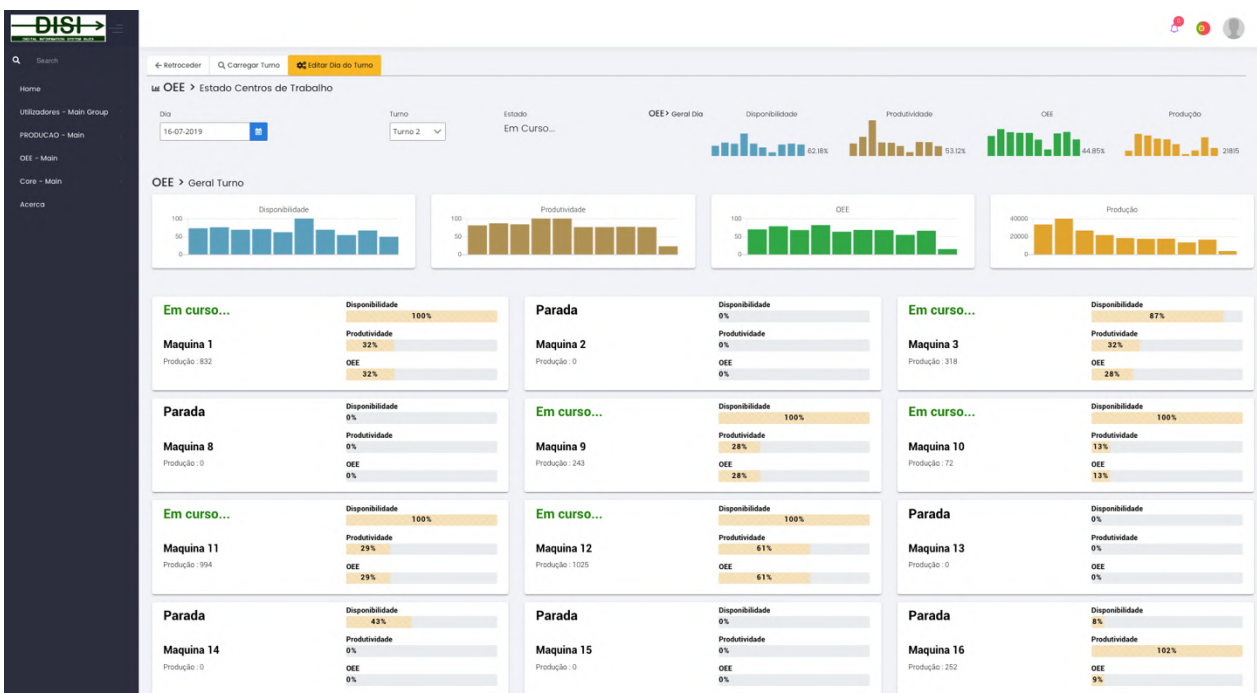 DISI
DIGITAL INFORMATION SYSTEM
0
Search
Home
Utilizadores - Main Group
PRODUCAO - Main
OEE - Main
Core - Main
Acerca
Retroceder
Carregar Turno
Editar Dia do Turno
OEE > Estado Centros de Trabalho
Dia
16-07-2019
Turno
Turno 2
Estado
Em Curso...
OEE> Geral Dia
Disponibilidade
62.18%
Produtividade
53.12%
OEE
44.85%
Produção
21815
OEE > Geral Turno
Disponibilidade
100
50
0
Produtividade
100
50
0
OEE
100
50
0
Produção
40000
20000
0
Em curso...
Maquina 1
Produção : 832
Disponibilidade
100%
Produtividade
32%
OEE
32%
Parada
Maquina 2
Produção : 0
Disponibilidade
0%
Produtividade
0%
OEE
0%
Em curso...
Maquina 3
Produção : 318
Disponibilidade
87%
Produtividade
32%
OEE
28%
Parada
Maquina 8
Produção : 0
Disponibilidade
0%
Produtividade
0%
OEE
0%
Em curso...
Maquina 9
Produção : 243
Disponibilidade
100%
Produtividade
28%
OEE
28%
Em curso...
Maquina 10
Produção : 72
Disponibilidade
100%
Produtividade
13%
OEE
13%
Em curso...
Maquina 11
Produção : 994
Disponibilidade
100%
Produtividade
29%
OEE
29%
Em curso...
Maquina 12
Produção : 1025
Disponibilidade
100%
Produtividade
61%
OEE
61%
Parada
Maquina 13
Produção : 0
Disponibilidade
0%
Produtividade
0%
OEE
0%
Parada
Maquina 14
Produção : 0
Disponibilidade
43%
Produtividade
0%
OEE
0%
Parada
Maquina 15
Produção : 0
Disponibilidade
0%
Produtividade
0%
OEE
0%
Parada
Maquina 16
Produção : 252
Disponibilidade
8%
Produtividade
102%
OEE
9%